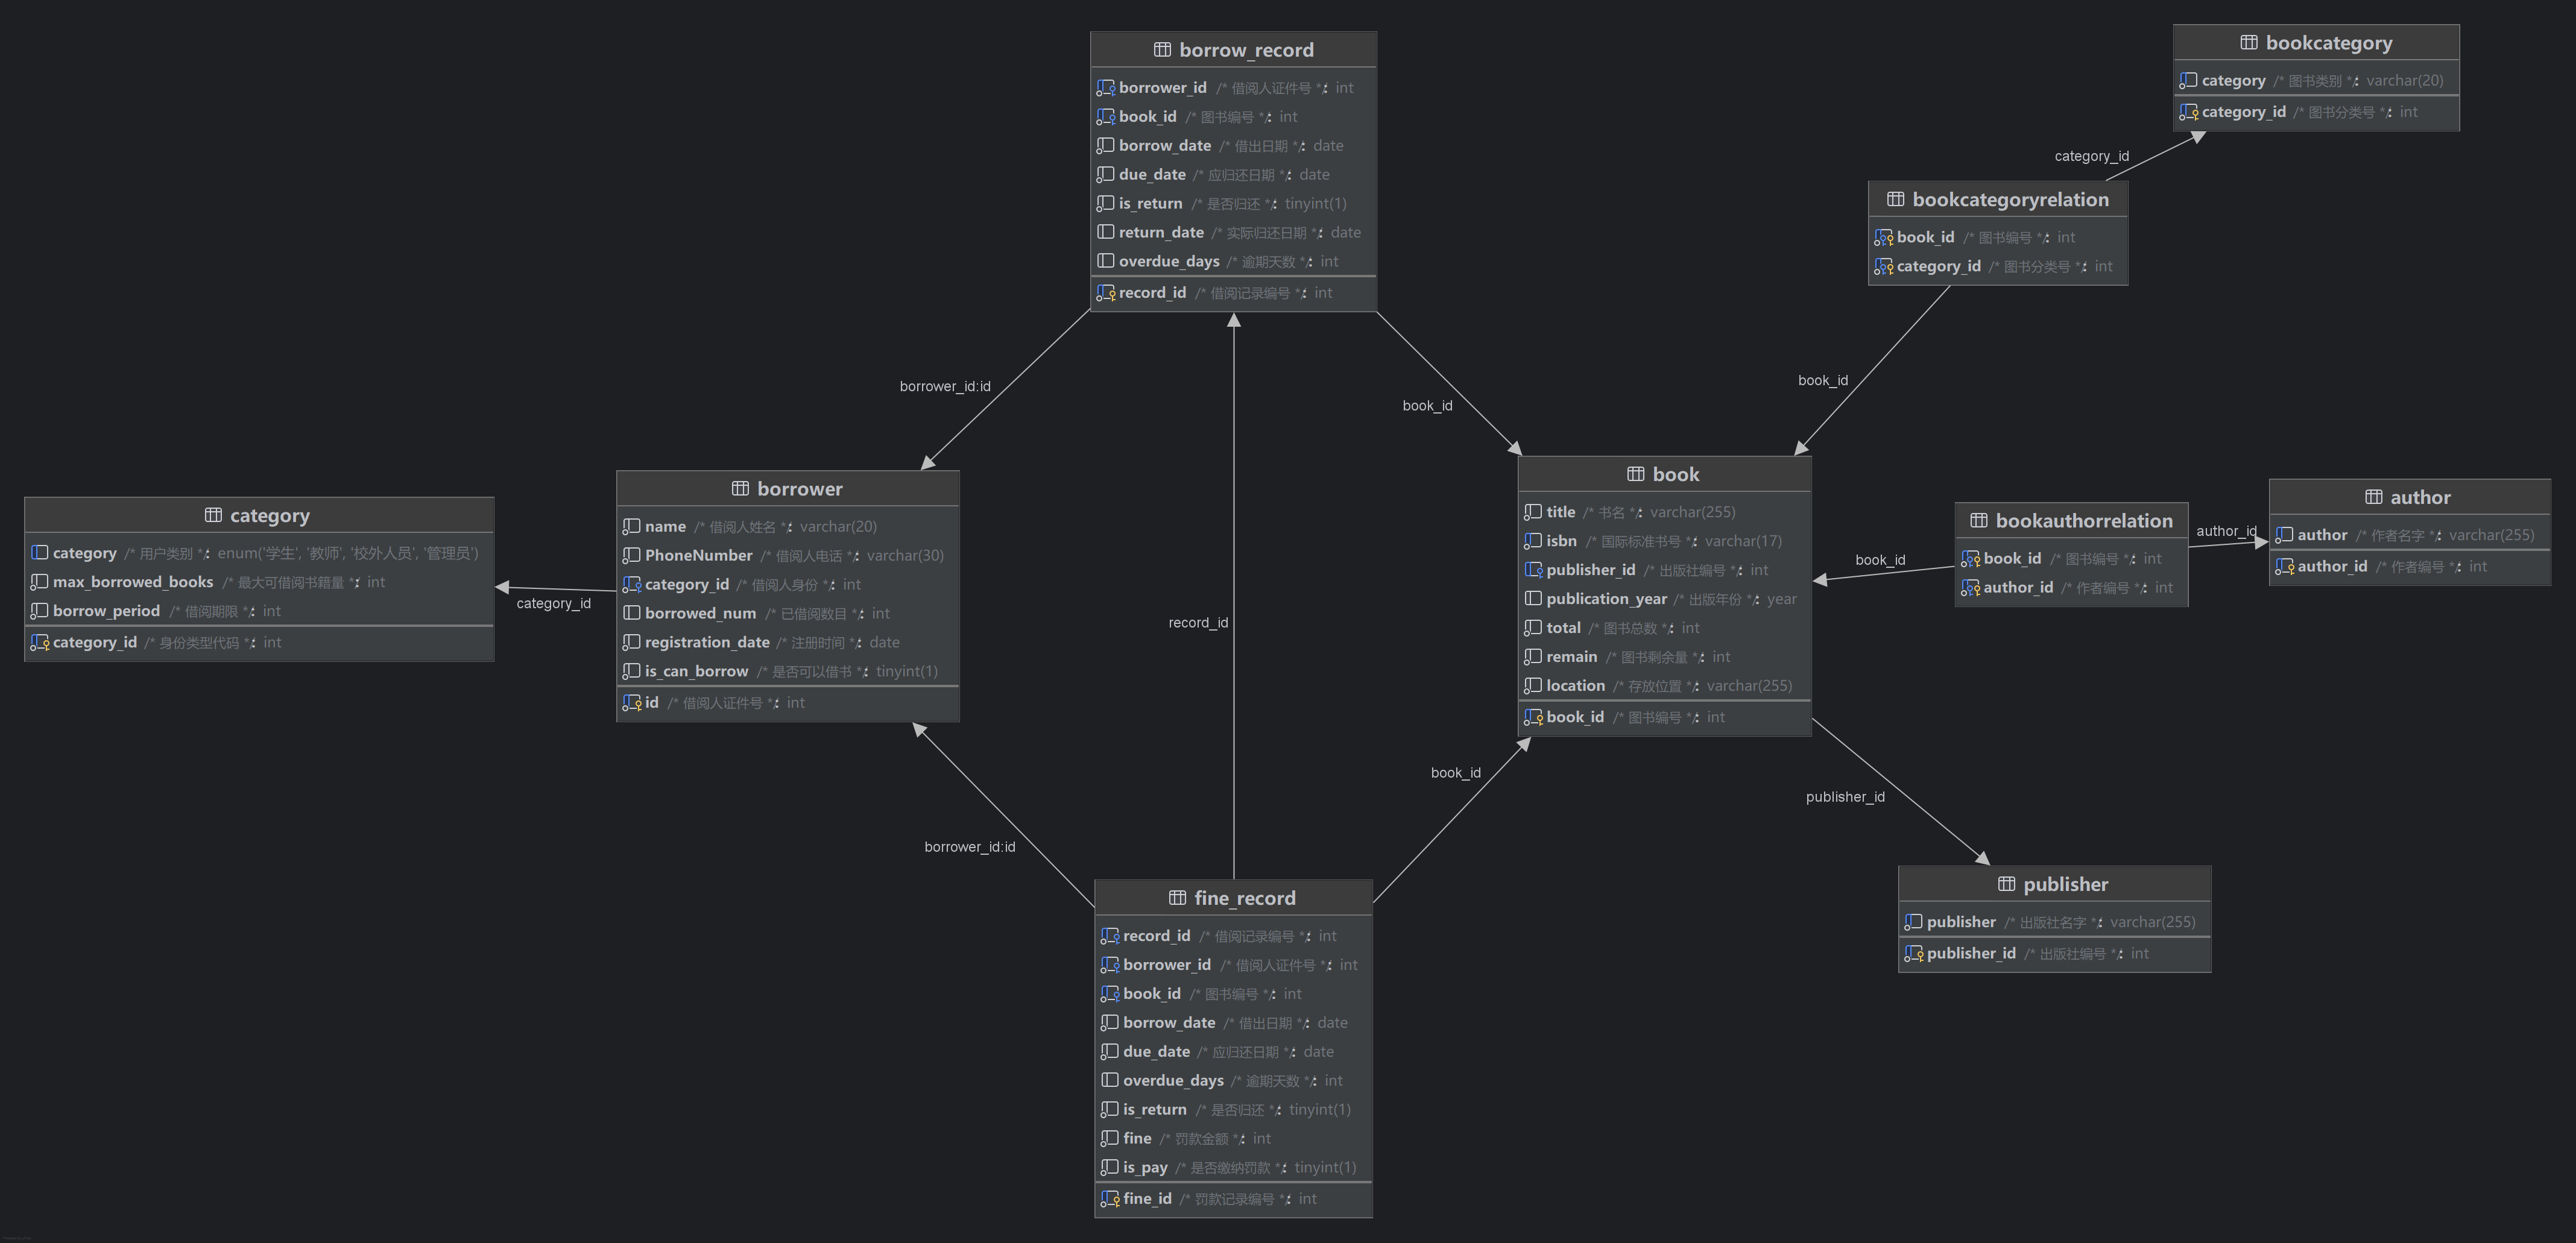 borrow_record
borrower_id /* 借阅人证件号 */: int
book_id /* 图书编号 */: int
borrow_date /* 借出日期 */: date
due_date /* 应归还日期 */: date
is_return /* 是否归还 */: tinyint(1)
return_date /* 实际归还日期 */: date
overdue_days /* 逾期天数 */: int
record_id /* 借阅记录编号 */: int
bookcategory
category /* 图书类别 */: varchar(20)
category_id /* 图书分类号 */: int
category_id
bookcategoryrelation
book_id /* 图书编号 */: int
category_id /* 图书分类号 */: int
borrower_id:id
book_id
book_id
category
category /* 用户类别 */: enum('学生', '教师', '校外人员', '管理员')
max_borrowed_books /* 最大可借阅书籍量 */: int
borrow_period /* 借阅期限 */: int
category_id /* 身份类型代码 */: int
category_id
borrower
name /* 借阅人姓名 */: varchar(20)
PhoneNumber /* 借阅人电话 */: varchar(30)
category_id /* 借阅人身份 */: int
borrowed_num /* 已借阅数目 */: int
registration_date /* 注册时间 */: date
is_can_borrow /* 是否可以借书 */: tinyint(1)
id /* 借阅人证件号 */: int
record_id
book
title /* 书名 */: varchar(255)
isbn /* 国际标准书号 */: varchar(17)
publisher_id /* 出版社编号 */: int
publication_year /* 出版年份 */: year
total /* 图书总数 */: int
remain /* 图书剩余量 */: int
location /* 存放位置 */: varchar(255)
book_id /* 图书编号 */: int
book_id
bookauthorrelation
book_id /* 图书编号 */: int
author_id /* 作者编号 */: int
author_id
author
author /* 作者名字 */: varchar(255)
author_id /* 作者编号 */: int
borrower_id:id
book_id
publisher_id
fine_record
record_id /* 借阅记录编号 */: int
borrower_id /* 借阅人证件号 */: int
book_id /* 图书编号 */: int
borrow_date /* 借出日期 */: date
due_date /* 应归还日期 */: date
overdue_days /* 逾期天数 */: int
is_return /* 是否归还 */: tinyint(1)
fine /* 罚款金额 */: int
is_pay /* 是否缴纳罚款 */: tinyint(1)
fine_id /* 罚款记录编号 */: int
publisher
publisher /* 出版社名字 */: varchar(255)
publisher_id /* 出版社编号 */: int